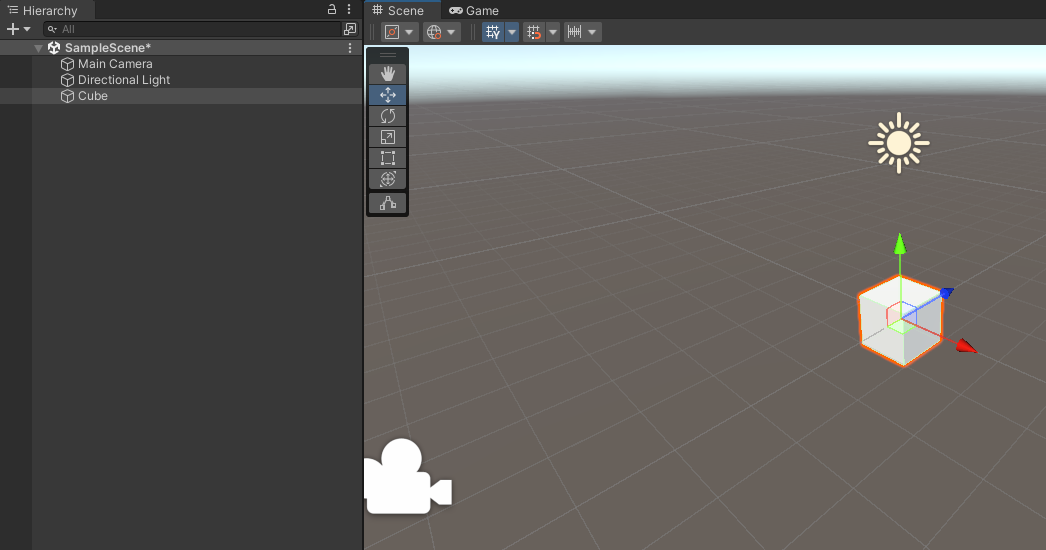 Hierarchy
All
SampleScene*
Main Camera
Directional Light
Cube
Scene
Game
Y